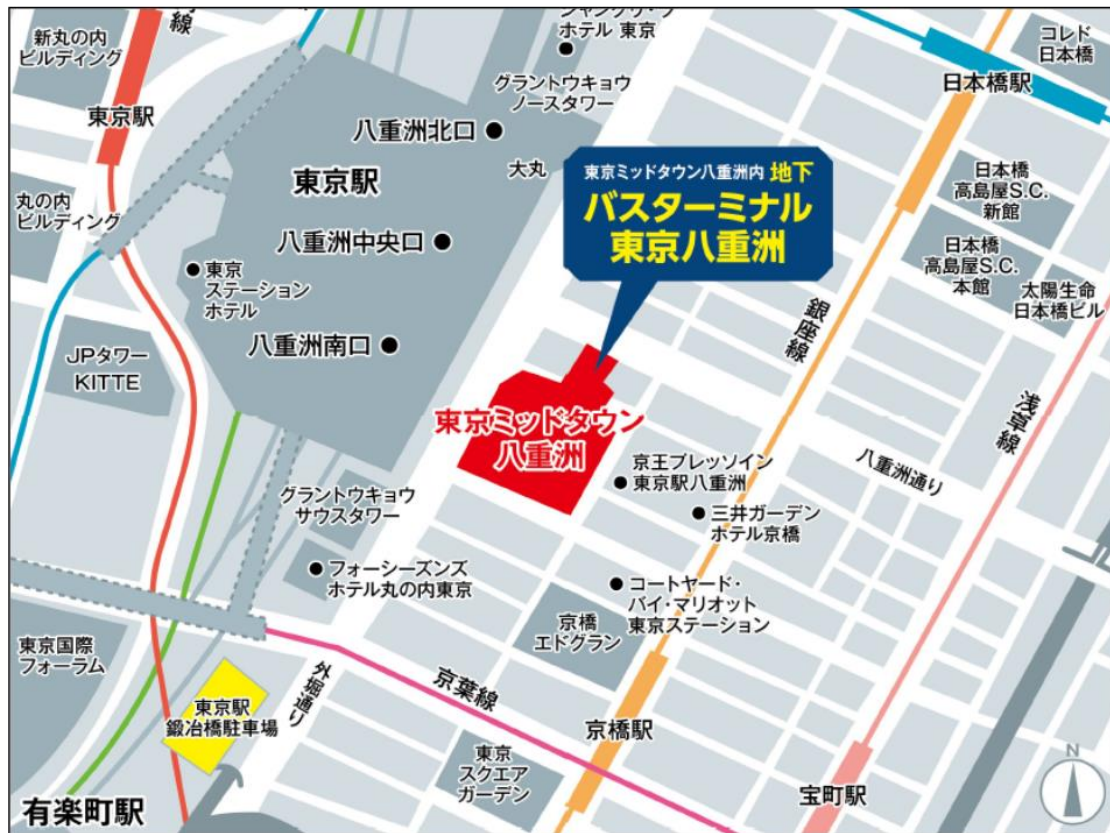 新丸の内
ビルディング
線
ホテル 東京
グラントウキョウ
ノースタワー
コレド
日本橋
日本橋駅
東京駅
八重洲北口
大丸
東京駅
丸の内
ビルディング
八重洲中央口
東京
ステーション
ホテル
八重洲南口
JPタワー
KITTE
東京ミッドタウン八重洲内 地下
バスターミナル
東京八重洲
日本橋
高島屋S.C.
新館
日本橋
高島屋S.C.
本館
太陽生命
日本橋ビル
銀座線
浅草線
八重洲通り
東京ミッドタウン
八重洲
京王プレッソイン
東京駅八重洲
三井ガーデン
ホテル京橋
グラントウキョウ
サウスタワー
フォーシーズンズ
ホテル丸の内東京
コートヤード・
バイ・マリオット
東京ステーション
京橋
エドグラン
東京国際
フォーラム
東京駅
鍛冶橋駐車場
外堀通り
京葉線
京橋駅
東京
スクエア
ガーデン
宝町駅
有楽町駅
N